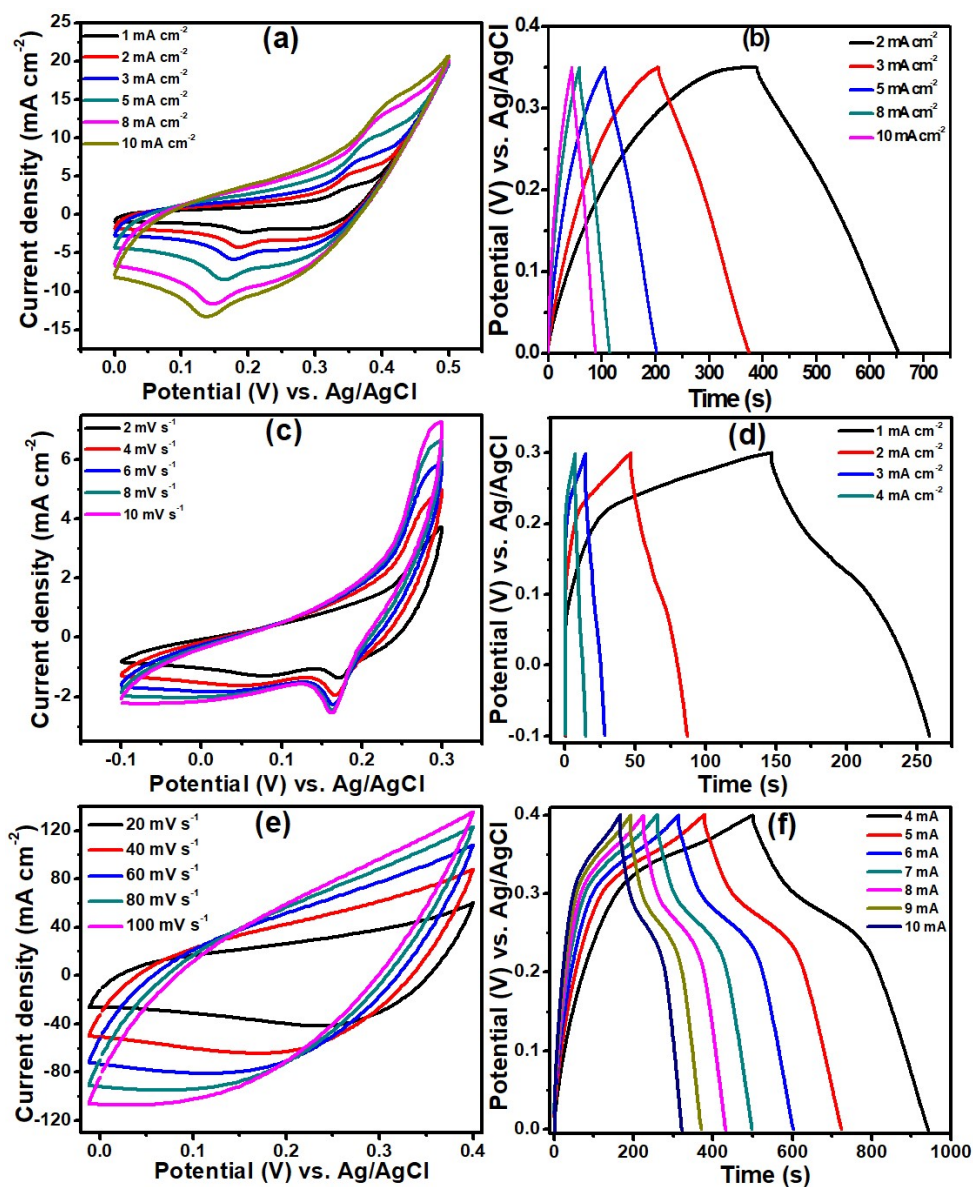 (a)
1 mA cm-2
2 mA cm-2
3 mA cm-2
5 mA cm-2
8 mA cm-2
10 mA cm-2
Current density (mA cm-2)
25
20
15
10
5
0
-5
-10
-15
0.0 0.1 0.2 0.3 0.4 0.5
Potential (V) vs. Ag/AgCl
(b)
2 mA cm-2
3 mA cm-2
5 mA cm-2
8 mA cm-2
10 mA cm-2
Potential (V) vs. Ag/AgCl
0.4
0.3
0.2
0.1
0.0
0 100 200 300 400 500 600 700
Time (s)
(c)
2 mV s-1
4 mV s-1
6 mV s-1
8 mV s-1
10 mV s-1
Current density (mA cm-2)
6
4
2
0
-2
-0.1 0.0 0.1 0.2 0.3
Potential (V) vs. Ag/AgCl
(d)
1 mA cm-2
2 mA cm-2
3 mA cm-2
4 mA cm-2
Potential (V) vs. Ag/AgCl
0.3
0.2
0.1
0.0
-0.1
0 50 100 150 200 250
Time (s)
(e)
20 mV s-1
40 mV s-1
60 mV s-1
80 mV s-1
100 mV s-1
Current density (mA cm-2)
120
80
40
0
-40
-80
-120
0.0 0.1 0.2 0.3 0.4
Potential (V) vs. Ag/AgCl
(f)
4 mA
5 mA
6 mA
7 mA
8 mA
9 mA
10 mA
Potential (V) vs. Ag/AgCl
0.4
0.3
0.2
0.1
0.0
0 200 400 600 800 1000
Time (s)